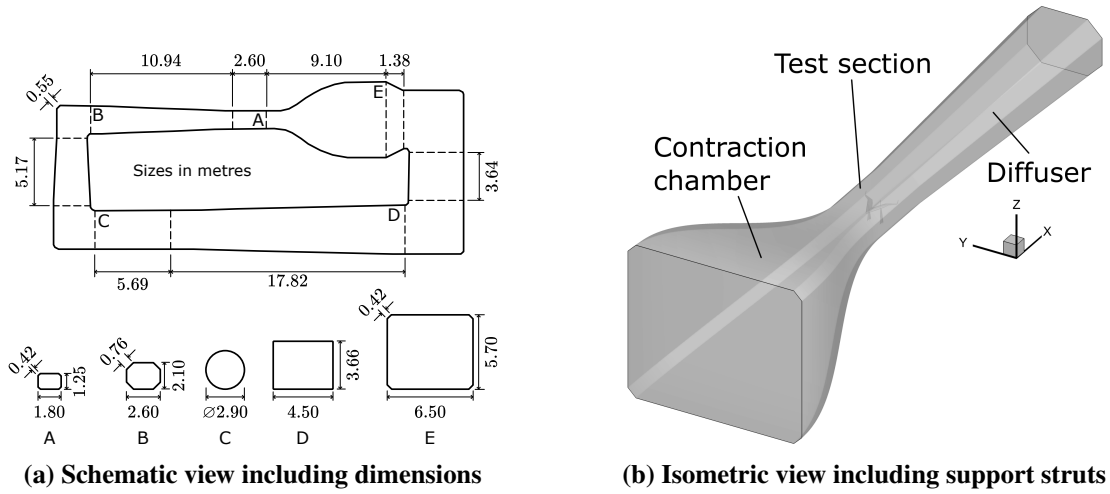 10.94 2.60 9.10 1.38
0.55
B
A
E
5.17
Sizes in metres
3.64
C
D
5.69
17.82
0.42
1.25
1.80
A
0.76
2.10
2.60
B
∅2.90
C
3.66
4.50
D
0.42
5.70
6.50
E
(a) Schematic view including dimensions
Test section
Contraction
chamber
Diffuser
Z
Y
X
(b) Isometric view including support struts